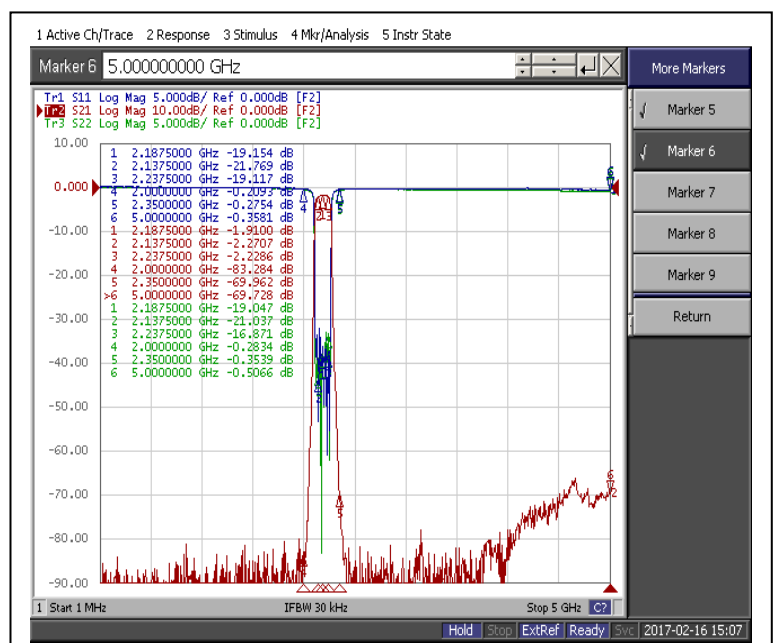 1 Active Ch/Trace 2 Response 3 Stimulus 4 Mkr/Analysis 5 Instr State
Marker 6 5.000000000 GHz
More Markers
Tr1 S11 Log Mag 5.000dB/ Ref 0.000dB [F2]
Tr2 S21 Log Mag 10.00dB/ Ref 0.000dB [F2]
Tr3 S22 Log Mag 5.000dB/ Ref 0.000dB [F2]
10.00
0.000
-10.00
-20.00
-30.00
-40.00
-50.00
-60.00
-70.00
-80.00
-90.00
1 2.1875000 GHz -19.154 dB
2 2.1375000 GHz -21.769 dB
3 2.2375000 GHz -19.117 dB
4 2.0000000 GHz -0.2093 dB
5 2.3500000 GHz -0.2754 dB
6 5.0000000 GHz -0.3581 dB
1 2.1875000 GHz -1.9100 dB
2 2.1375000 GHz -2.2707 dB
3 2.2375000 GHz -2.2286 dB
4 2.0000000 GHz -83.284 dB
5 2.3500000 GHz -69.962 dB
>6 5.0000000 GHz -69.728 dB
1 2.1875000 GHz -19.047 dB
2 2.1375000 GHz -21.037 dB
3 2.2375000 GHz -16.871 dB
4 2.0000000 GHz -0.2834 dB
5 2.3500000 GHz -0.3539 dB
6 5.0000000 GHz -0.5066 dB
Marker 5
Marker 6
Marker 7
Marker 8
Marker 9
Return
1 Start 1 MHz IFBW 30 kHz Stop 5 GHz C?
Hold Stop ExtRef Ready Svc 2017-02-16 15:07